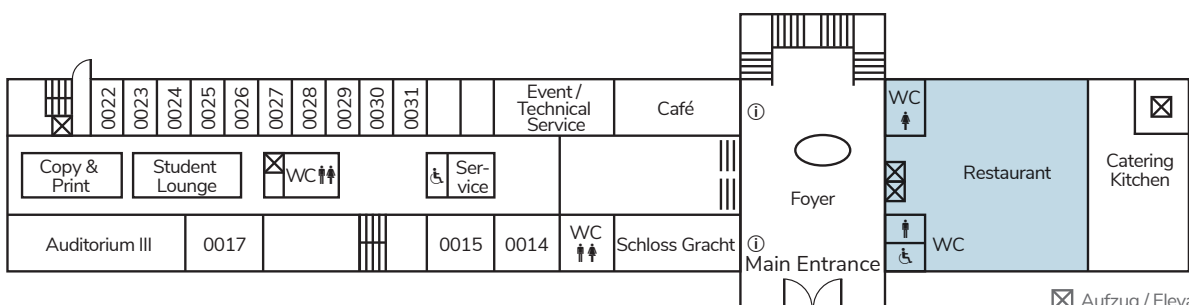 0022
0023
0024
0025
0026
0027
0028
0029
0030
0031
Event /
Technical
Service
Café
WC
Copy &
Print
Student
Lounge
WC
Ser-
vice
Foyer
Restaurant
Catering
Kitchen
Auditorium III
0017
0015
0014
WC
Schloss Gracht
Main Entrance
WC
Aufzug / Eleva